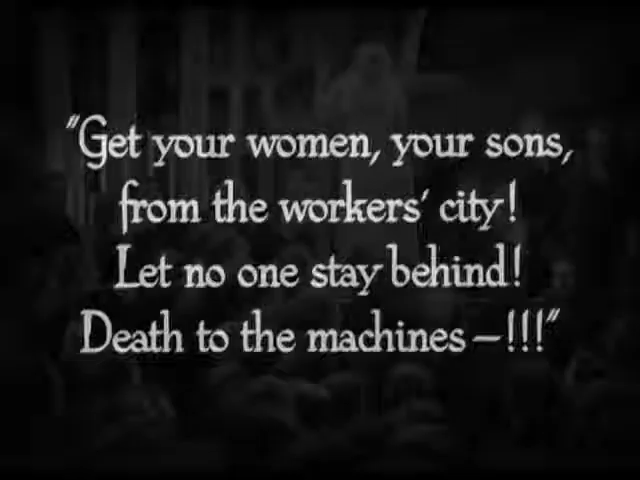 "Get your women, your sons,
from the workers' city!
Let no one stay behind!
Death to the machines—!!!"